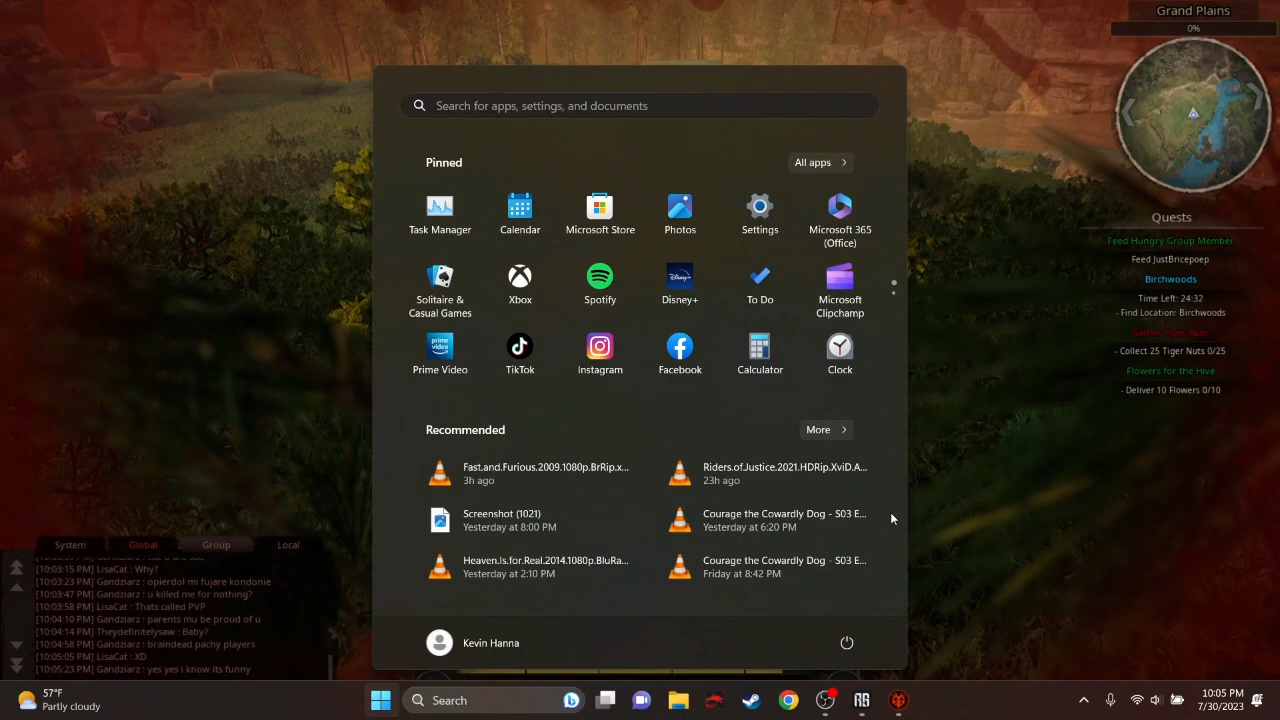 Grand Plains
0%
Search for apps, settings, and documents
Pinned
All apps
Task Manager
Calendar
Microsoft Store
Photos
Settings
Microsoft 365
(Office)
Solitaire &
Casual Games
Xbox
Spotify
Disney+
To Do
Microsoft
Clipchamp
Prime Video
TikTok
Instagram
Facebook
Calculator
Clock
Recommended
More
Fast.and.Furious.2009.1080p.BrRip.x...
3h ago
Riders.of.Justice.2021.HDRip.XviD.A...
23h ago
Screenshot (1021)
Yesterday at 8:00 PM
Courage the Cowardly Dog - S03 E...
Yesterday at 6:20 PM
Heaven.Is.for.Real.2014.1080p.BluRa...
Yesterday at 2:10 PM
Courage the Cowardly Dog - S03 E...
Friday at 8:42 PM
Kevin Hanna
Quests
Feed Hungry Group Member
Feed JustBricepoep
Birchwoods
Time Left: 24:32
- Find Location: Birchwoods
Gather Tiger Nuts
- Collect 25 Tiger Nuts 0/25
Flowers for the Hive
- Deliver 10 Flowers 0/10
System Global Group Local
[10:03:15 PM] LisaCat : Why?
[10:03:23 PM] Gandziarz : opierdol mi fujare kondonie
[10:03:47 PM] Gandziarz : u killed me for nothing?
[10:03:58 PM] LisaCat : Thats called PVP
[10:04:10 PM] Gandziarz : parents mu be proud of u
[10:04:14 PM] Theydefinitelysaw : Baby?
[10:04:58 PM] Gandziarz : braindead pachy players
[10:05:05 PM] LisaCat : XD
[10:05:23 PM] Gandziarz : yes yes i know its funny
57°F
Partly cloudy
Search
10:05 PM
7/30/2023